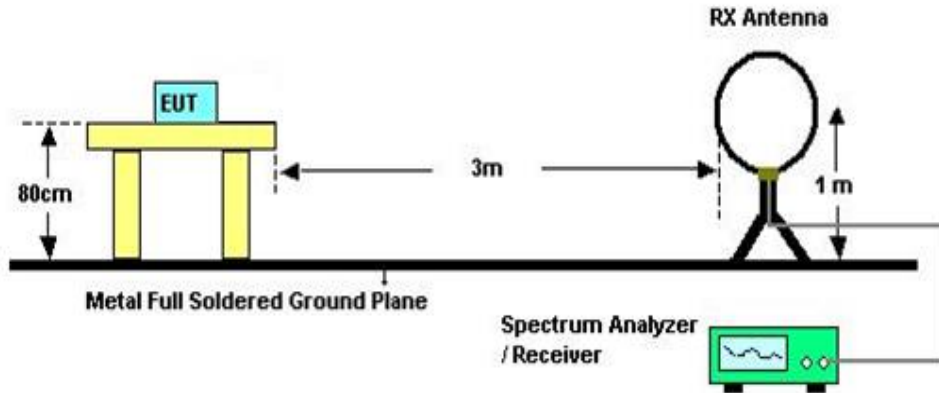 RX Antenna
EUT
3m
80cm
1 m
Metal Full Soldered Ground Plane
Spectrum Analyzer
/ Receiver